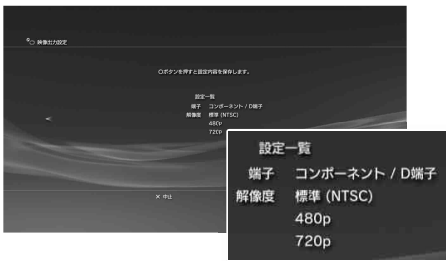 映像出力設定
○ボタンを押すと設定内容を保存します。
設定一覧
端子 コンポーネント / D端子
解像度 標準 (NTSC)
480p
720p
× 中止
設定一覧
端子 コンポーネント / D端子
解像度 標準 (NTSC)
480p
720p